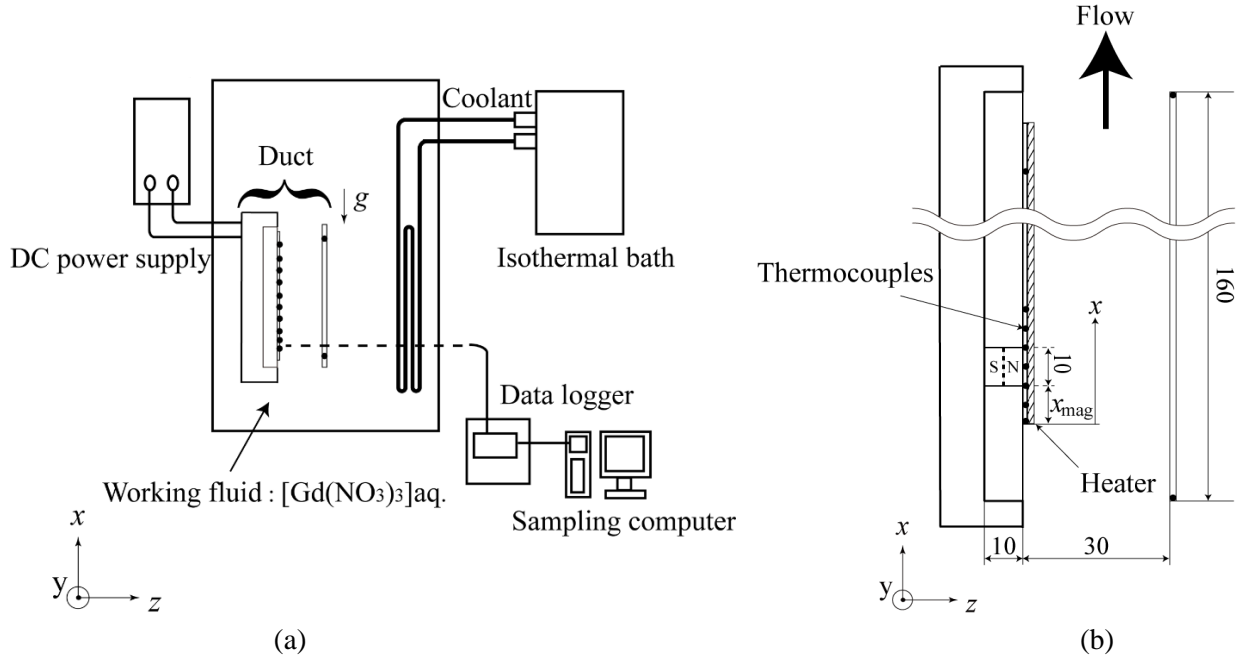 Coolant
Duct
g
DC power supply
Isothermal bath
Data logger
Working fluid : [Gd(NO3)3]aq.
Sampling computer
x
y
z
(a)
Flow
Thermocouples
x
160
S N
10
xmag
Heater
10
30
x
y
z
(b)